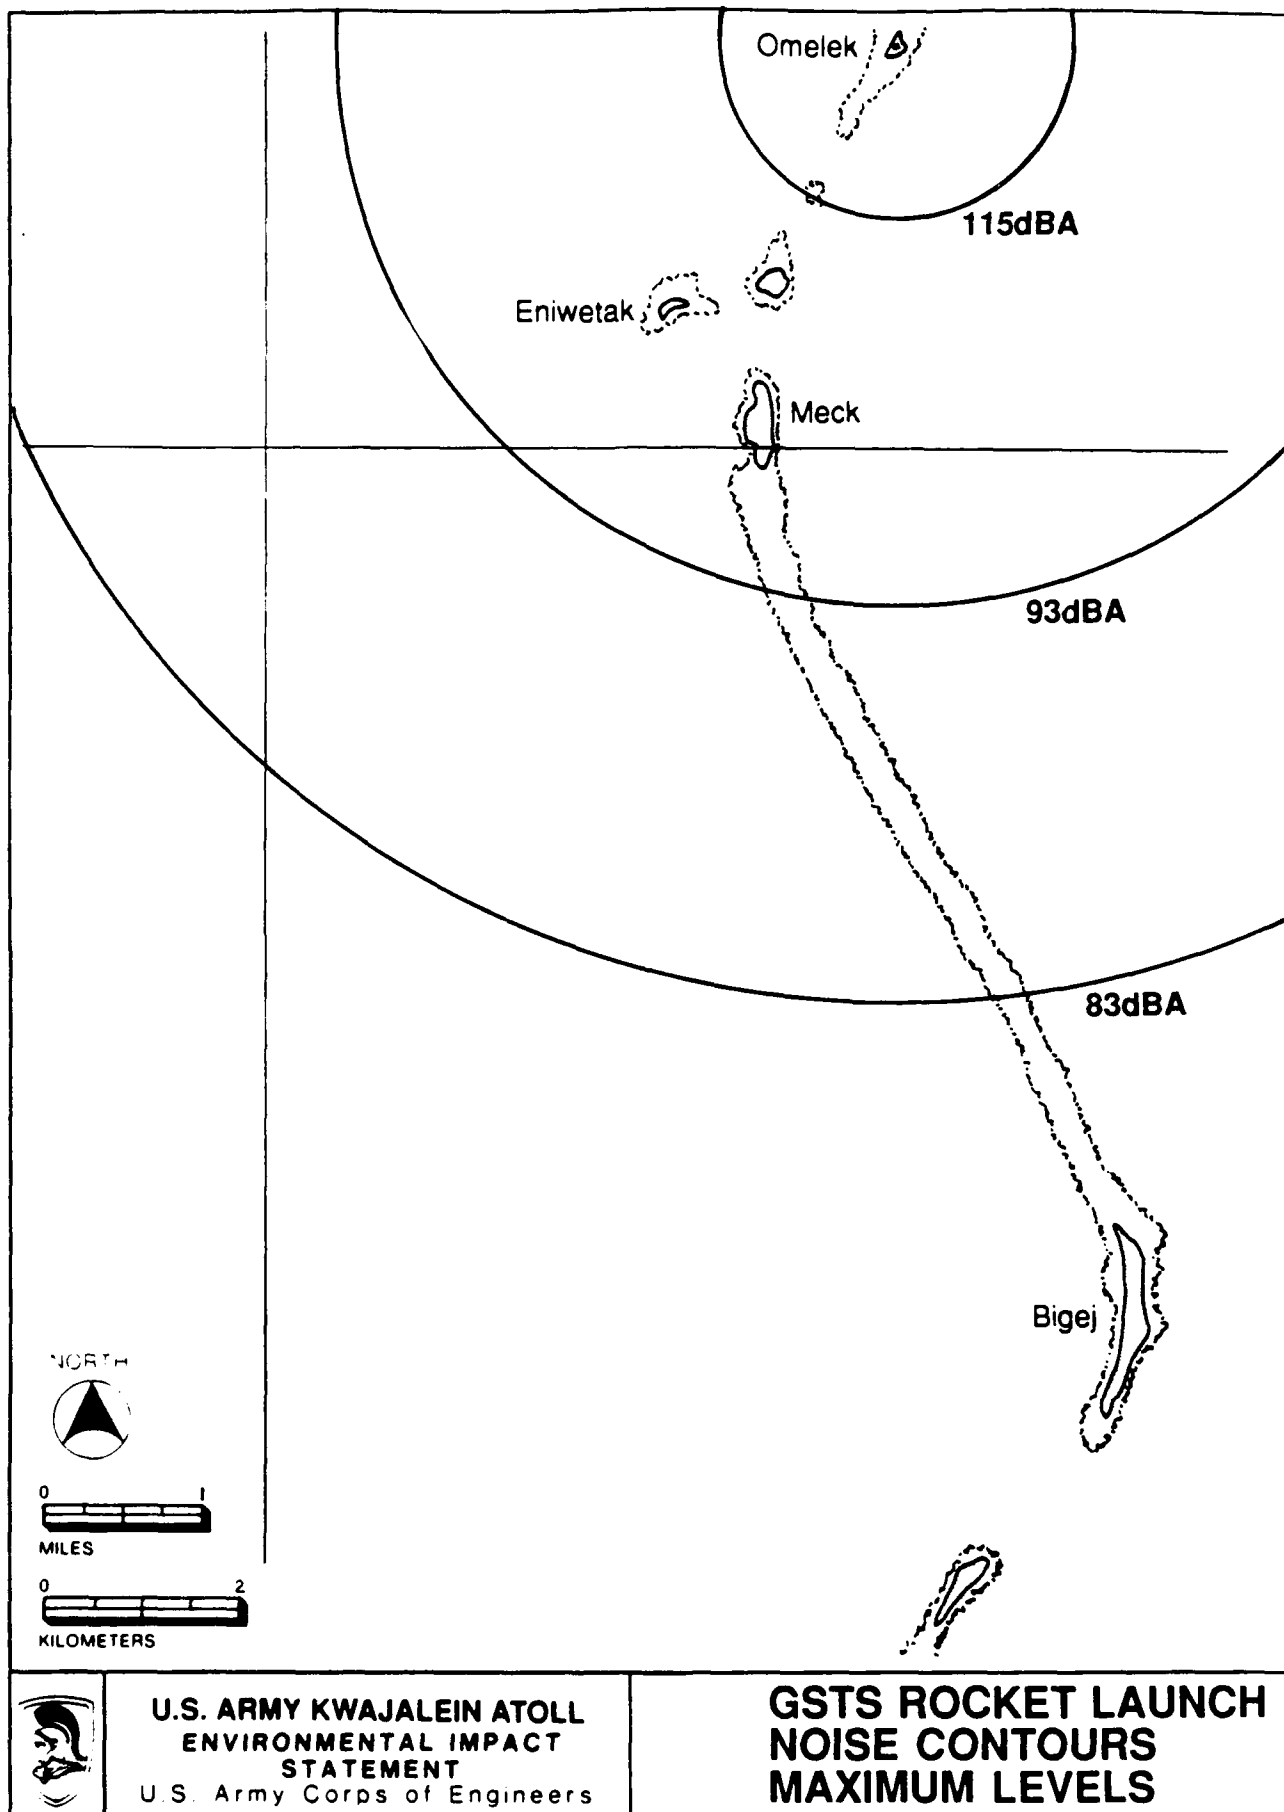 Omelek
115dBA
Eniwetak
Meck
93dBA
83dBA
Bigej
NORTH
0 1
MILES
0 2
KILOMETERS
U.S. ARMY KWAJALEIN ATOLL
ENVIRONMENTAL IMPACT
STATEMENT
U.S. Army Corps of Engineers
GSTS ROCKET LAUNCH
NOISE CONTOURS
MAXIMUM LEVELS